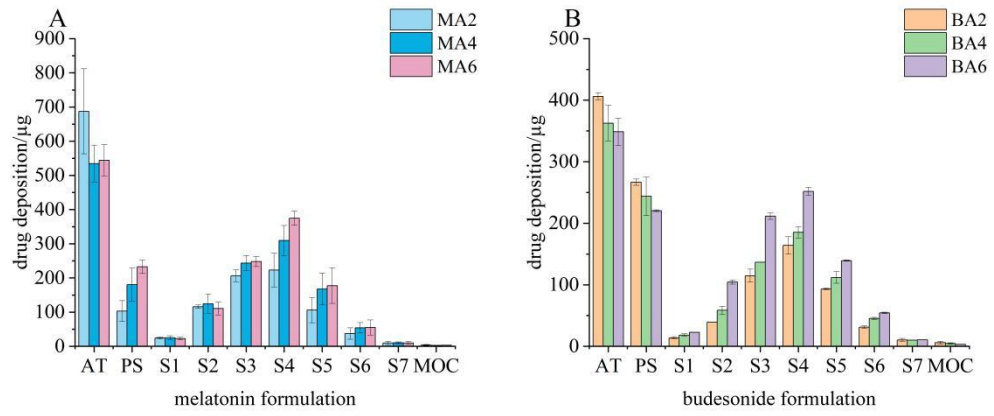 A
MA2
MA4
MA6
900
800
700
600
500
400
300
200
100
0
drug deposition/μg
AT PS S1 S2 S3 S4 S5 S6 S7 MOC
melatonin formulation
B
BA2
BA4
BA6
500
400
300
200
100
0
drug deposition/μg
AT PS S1 S2 S3 S4 S5 S6 S7 MOC
budesonide formulation